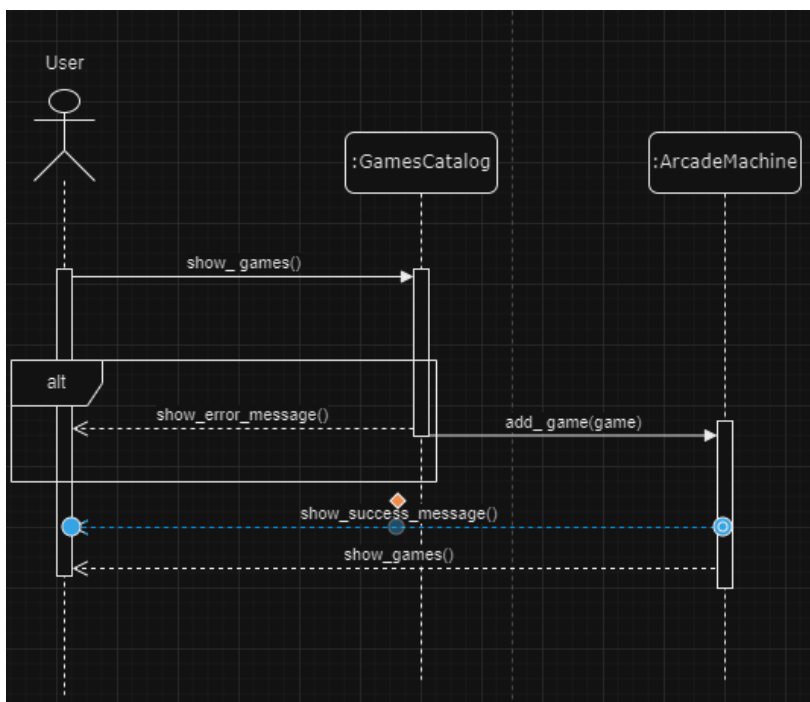 User
:GamesCatalog
:ArcadeMachine
show_ games()
alt
show_error_message()
add_ game(game)
show_success_message()
show_games()